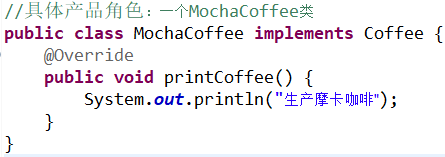 //具体产品角色：一个MochaCoffee类
public class MochaCoffee implements Coffee {
    @Override
    public void printCoffee() {
        System.out.println("生产摩卡咖啡");
    }
}